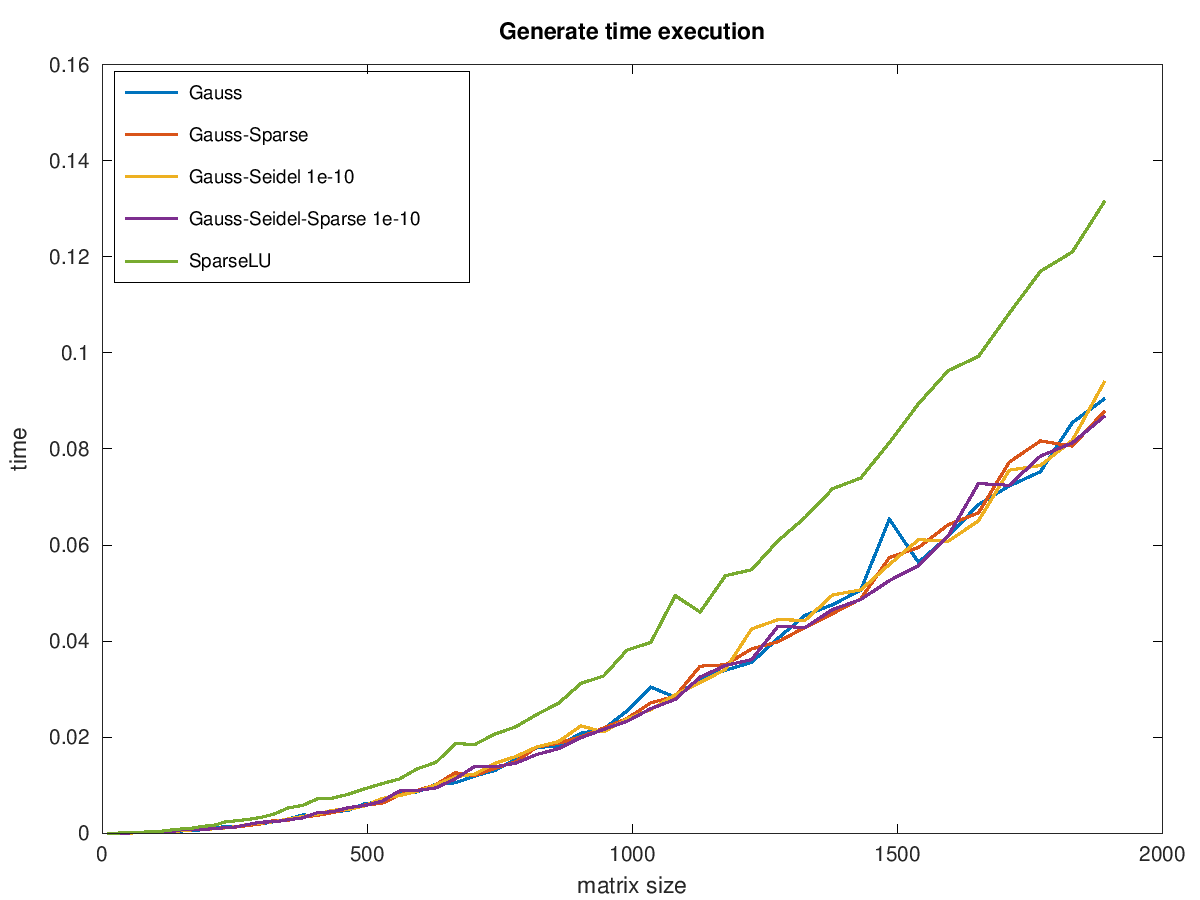 Generate time execution
0.16
0.14
0.12
0.1
0.08
0.06
0.04
0.02
0
time
Gauss
Gauss-Sparse
Gauss-Seidel 1e-10
Gauss-Seidel-Sparse 1e-10
SparseLU
0 500 1000 1500 2000
matrix size